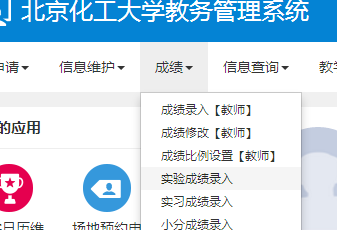 北京化工大学教务管理系统
申请 信息维护 成绩 信息查询 教学
成绩录入【教师】
成绩修改【教师】
的应用
成绩比例设置【教师】
实验成绩录入
实习成绩录入
小分成绩录入
场地预约申